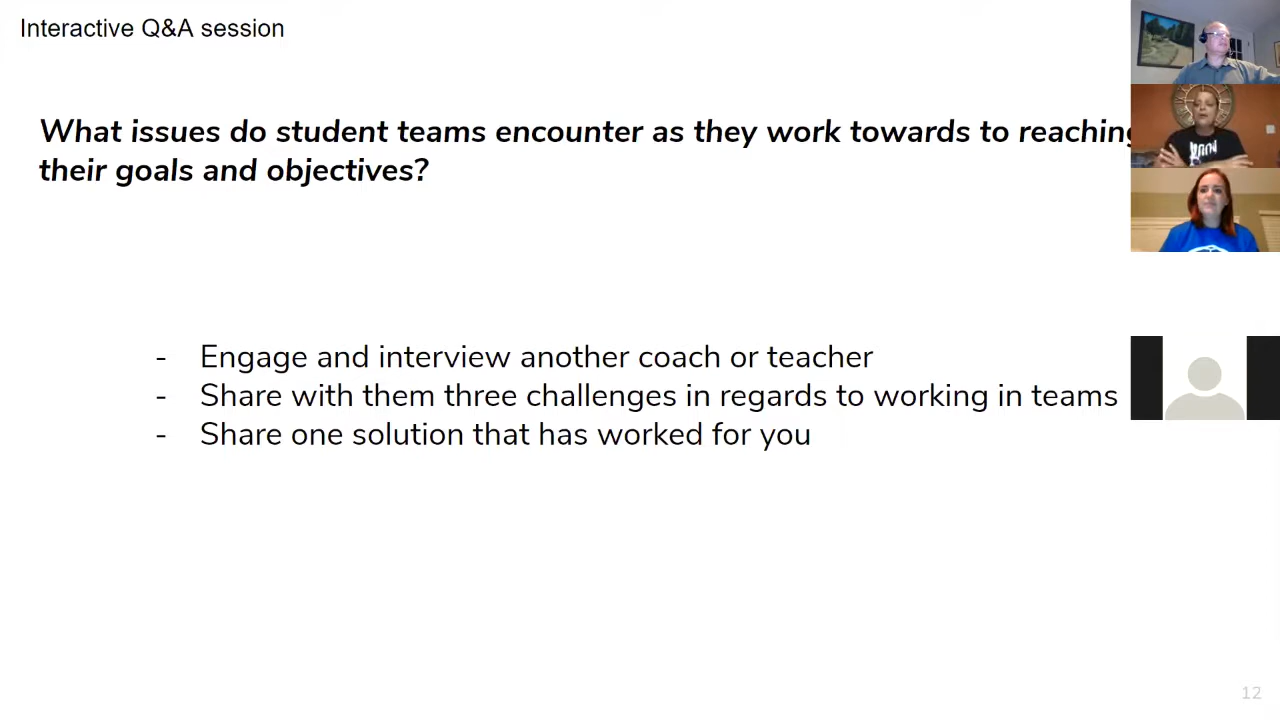 Interactive Q&A session
What issues do student teams encounter as they work towards to reaching
their goals and objectives?
- Engage and interview another coach or teacher
- Share with them three challenges in regards to working in teams
- Share one solution that has worked for you
12